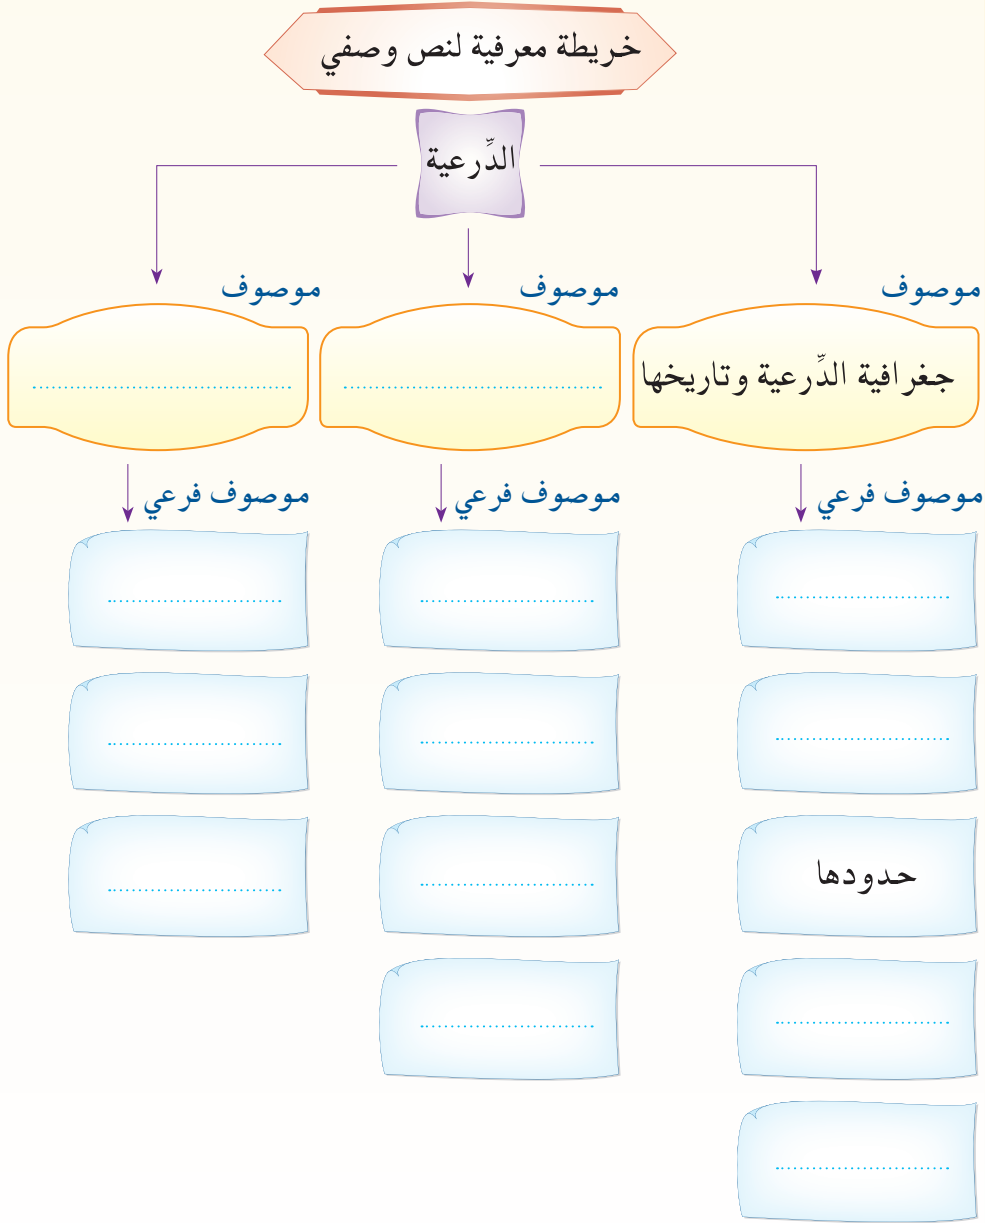 خريطة معرفية لنص وصفي
الدِّرعية
موصوف
موصوف
موصوف
جغرافية الدِّرعية وتاريخها
موصوف فرعي
موصوف فرعي
موصوف فرعي
حدودها